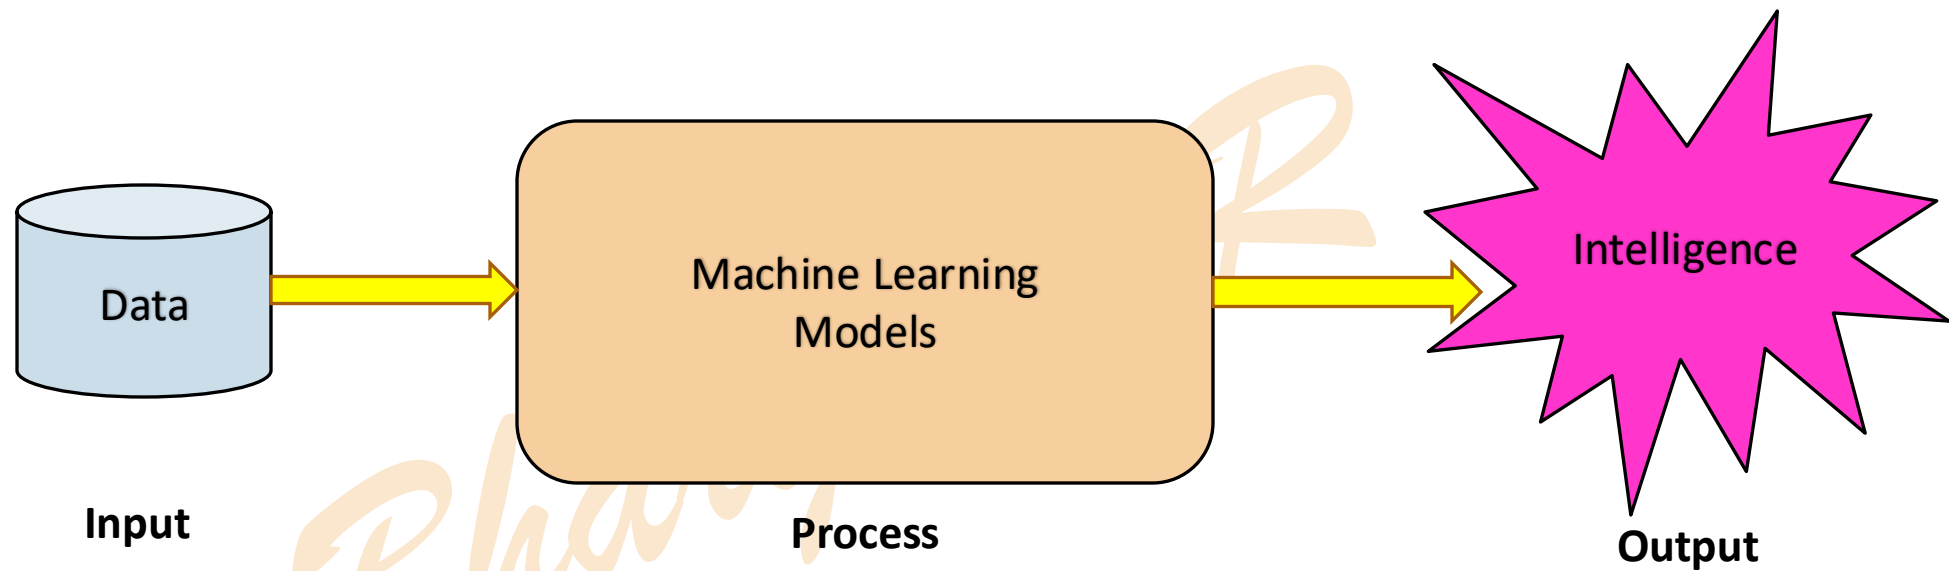 Data
Machine Learning
Models
Intelligence
Input
Process
Output